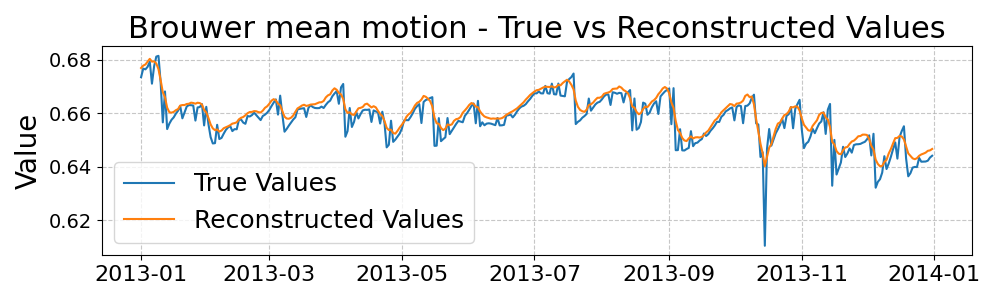 Brouwer mean motion - True vs Reconstructed Values
Value
0.68
0.66
0.64
0.62
True Values
Reconstructed Values
2013-01 2013-03 2013-05 2013-07 2013-09 2013-11 2014-01